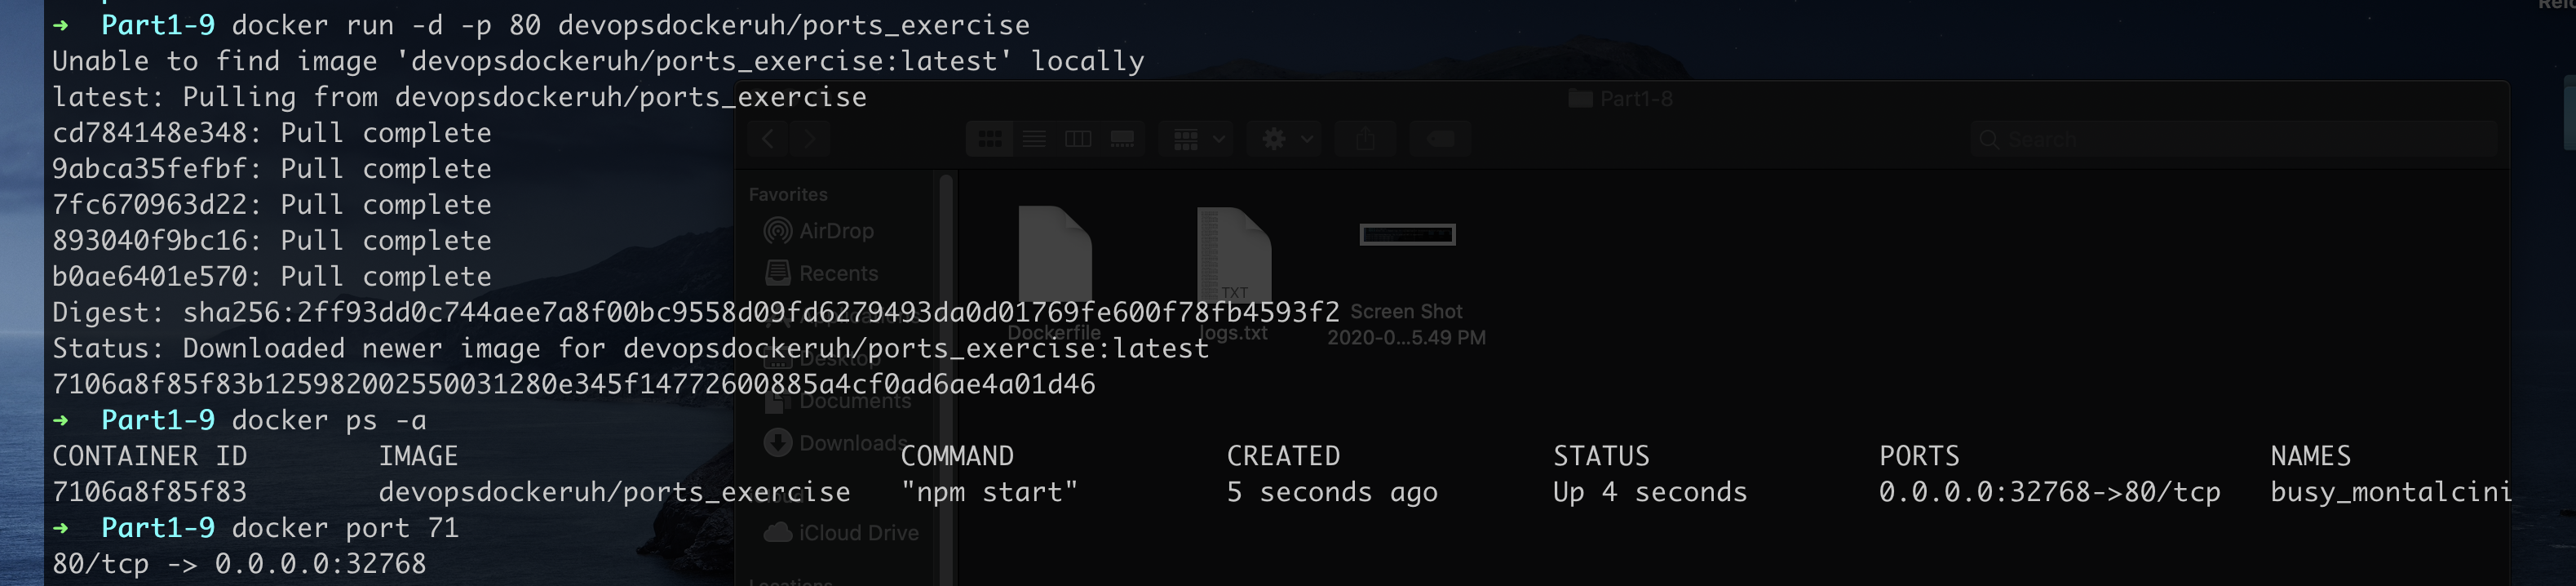 ➜ Part1-9 docker run -d -p 80 devopsdockeruh/ports_exercise
Unable to find image 'devopsdockeruh/ports_exercise:latest' locally
latest: Pulling from devopsdockeruh/ports_exercise
cd784148e348: Pull complete
9abca35fefbf: Pull complete
7fc670963d22: Pull complete
893040f9bc16: Pull complete
b0ae6401e570: Pull complete
Digest: sha256:2ff93dd0c744aee7a8f00bc9558d09fd6279493da0d01769fe600f78fb4593f2
Status: Downloaded newer image for devopsdockeruh/ports_exercise:latest
7106a8f85f83b125982002550031280e345f14772600885a4cf0ad6ae4a01d46
➜ Part1-9 docker ps -a
CONTAINER ID IMAGE COMMAND CREATED STATUS PORTS NAMES
7106a8f85f83 devopsdockeruh/ports_exercise "npm start" 5 seconds ago Up 4 seconds 0.0.0.0:32768->80/tcp busy_montalcini
➜ Part1-9 docker port 71
80/tcp -> 0.0.0.0:32768
Part1-8
Search
Favorites
AirDrop
Recents
Applications
Desktop
Documents
Downloads
iCloud
iCloud Drive
Locations
Dockerfile
TXT
logs.txt
Screen Shot
2020-0...5.49 PM